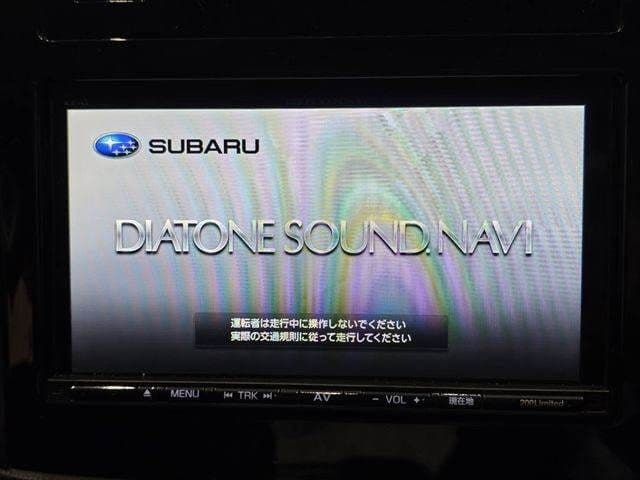 SUBARU
DIATONE SOUND.NAVI
運転者は走行中に操作しないでください
実際の交通規則に従って走行してください
MENU TRK AV - VOL + 現在地 200Limited